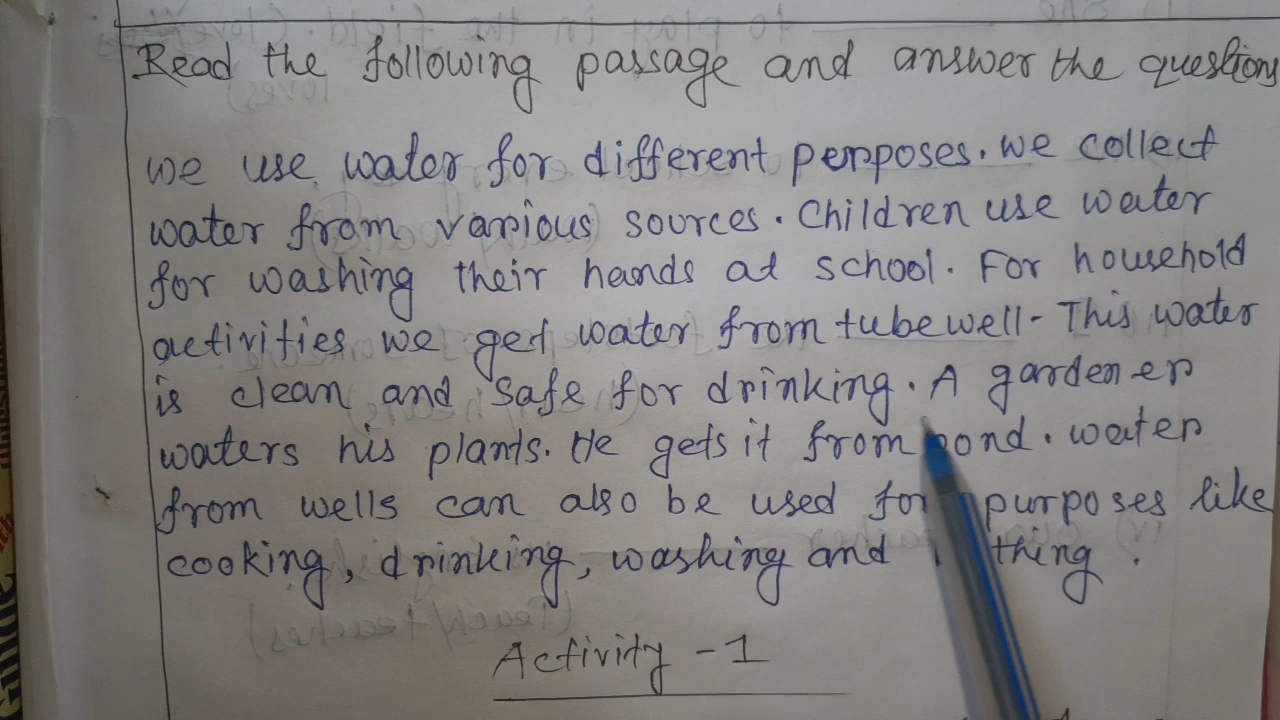 Read the following passage and answer the questions
we use water for different perpposes. we collect
water from various sources. Children use water
for washing their hands at school. For household
activities we get water from tubewell- This water
is clean and safe for drinking. A gardener
waters his plants. He gets it from pond. water
from wells can also be used for purposes like
cooking, drinking, washing and
Activity -1